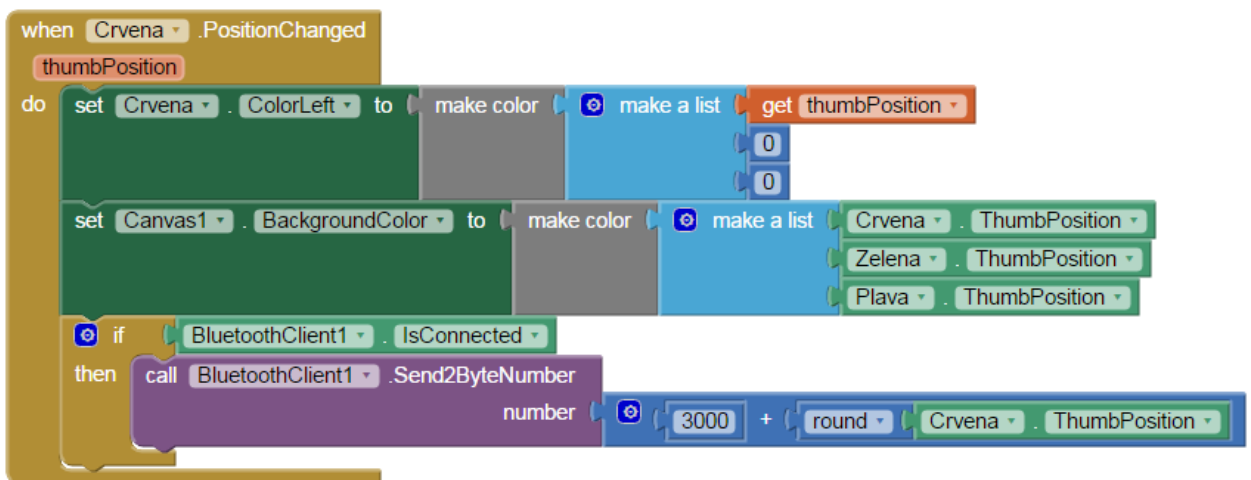 when Crvena .PositionChanged
thumbPosition
do set Crvena . ColorLeft to make color make a list get thumbPosition
0
0
set Canvas1 . BackgroundColor to make color make a list Crvena . ThumbPosition
Zelena . ThumbPosition
Plava . ThumbPosition
if BluetoothClient1 . IsConnected
then call BluetoothClient1 .Send2ByteNumber
number 3000 + round Crvena . ThumbPosition